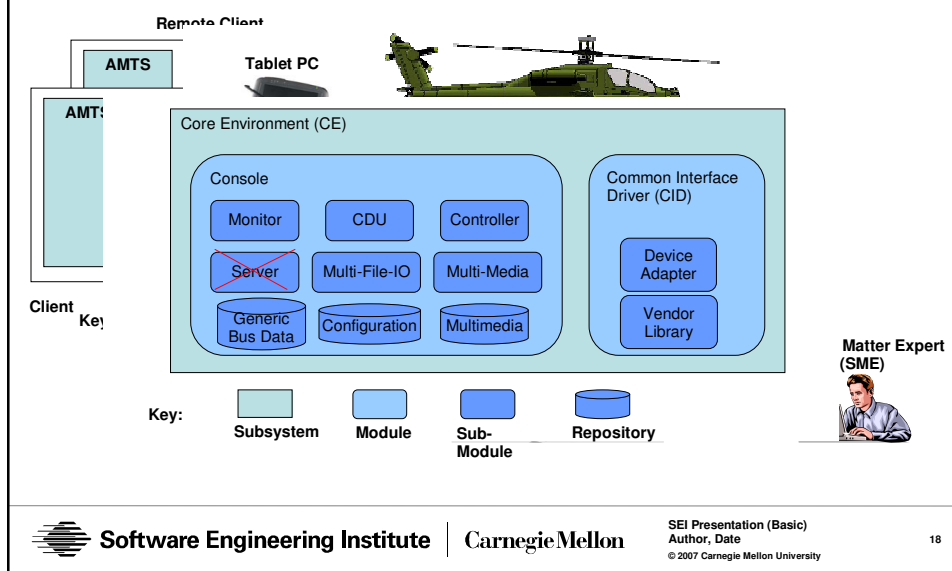 Remote Client
AMTS
Tablet PC
AMTS
Core Environment (CE)
Console
Monitor
CDU
Controller
Server
Multi-File-IO
Multi-Media
Generic
Bus Data
Configuration
Multimedia
Common Interface
Driver (CID)
Device
Adapter
Vendor
Library
Client
Key
Matter Expert
(SME)
Key:
Subsystem
Module
Sub-
Module
Repository
Software Engineering Institute
Carnegie Mellon
SEI Presentation (Basic)
Author, Date
© 2007 Carnegie Mellon University
18